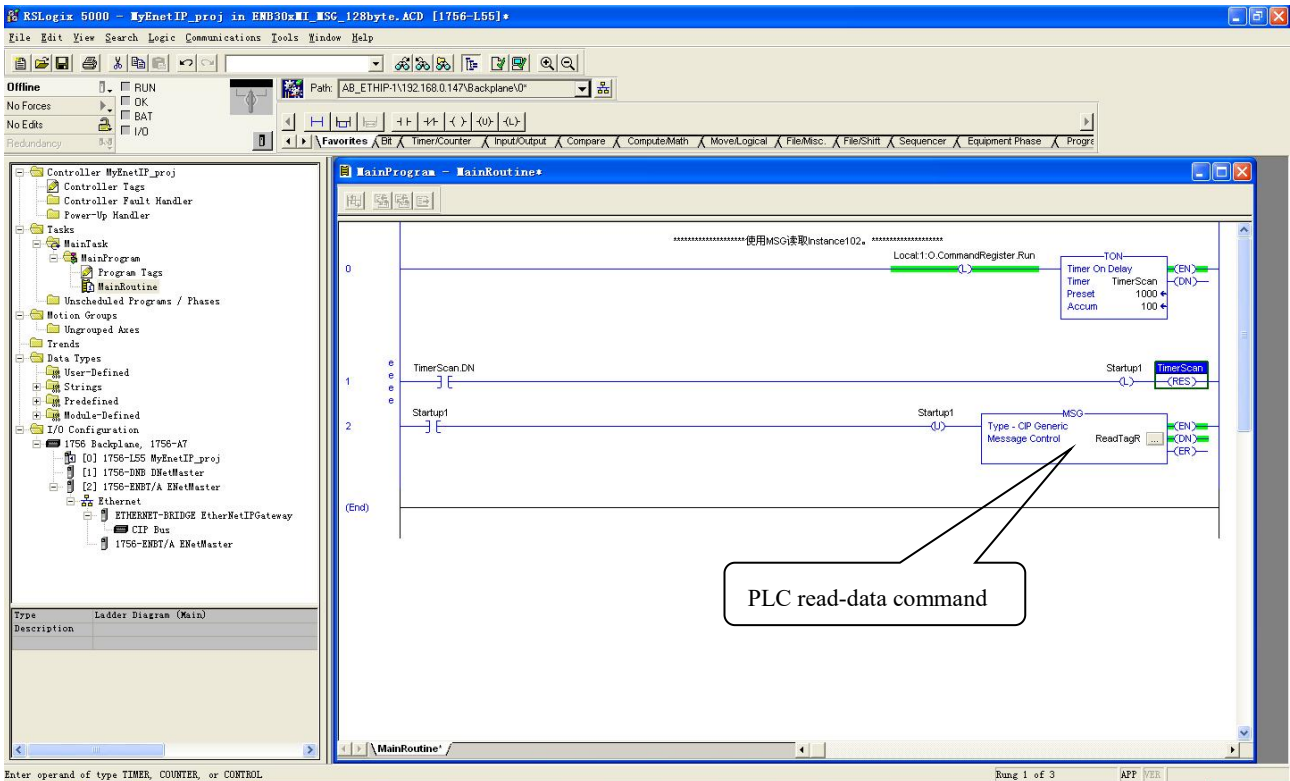 RSLogix 5000 - MyEnetIP_proj in ENB30xMI_MSG_128byte.ACD [1756-L55]*
File Edit View Search Logic Communications Tools Window Help
Offline
RUN
No Forces
OK
No Edits
BAT
Redundancy
I/O
Path: AB_ETHIP-1\192.168.0.147\Backplane\0*
Favorites
Bit
Timer/Counter
Input/Output
Compare
Compute/Math
Move/Logical
File/Misc.
File/Shift
Sequencer
Equipment Phase
Controller MyEnetIP_proj
Controller Tags
Controller Fault Handler
Power-Up Handler
Tasks
MainTask
MainProgram
Program Tags
MainRoutine
Unscheduled Programs / Phases
Motion Groups
Ungrouped Axes
Trends
Data Types
User-Defined
Strings
Predefined
Module-Defined
I/O Configuration
1756 Backplane, 1756-A7
[0] 1756-L55 MyEnetIP_proj
[1] 1756-DNB DNetMaster
[2] 1756-ENBT/A ENetMaster
Ethernet
ETHERNET-BRIDGE EtherNetIPGateway
CIP Bus
1756-ENBT/A ENetMaster
Type Ladder Diagram (Main)
Description
MainProgram - MainRoutine*
********************使用MSG读取Instance102。********************
0
Local:1:O.CommandRegister.Run
(L)
TON
Timer On Delay
Timer TimerScan
Preset 1000
Accum 100
(EN)
(DN)
e
e
e
e
1
TimerScan.DN
Startup1
(L)
TimerScan
(RES)
2
Startup1
Startup1
(U)
MSG
Type - CIP Generic
Message Control ReadTagR ...
(EN)
(DN)
(ER)
(End)
PLC read-data command
MainRoutine*
Enter operand of type TIMER, COUNTER, or CONTROL
Rung 1 of 3
APP
VER